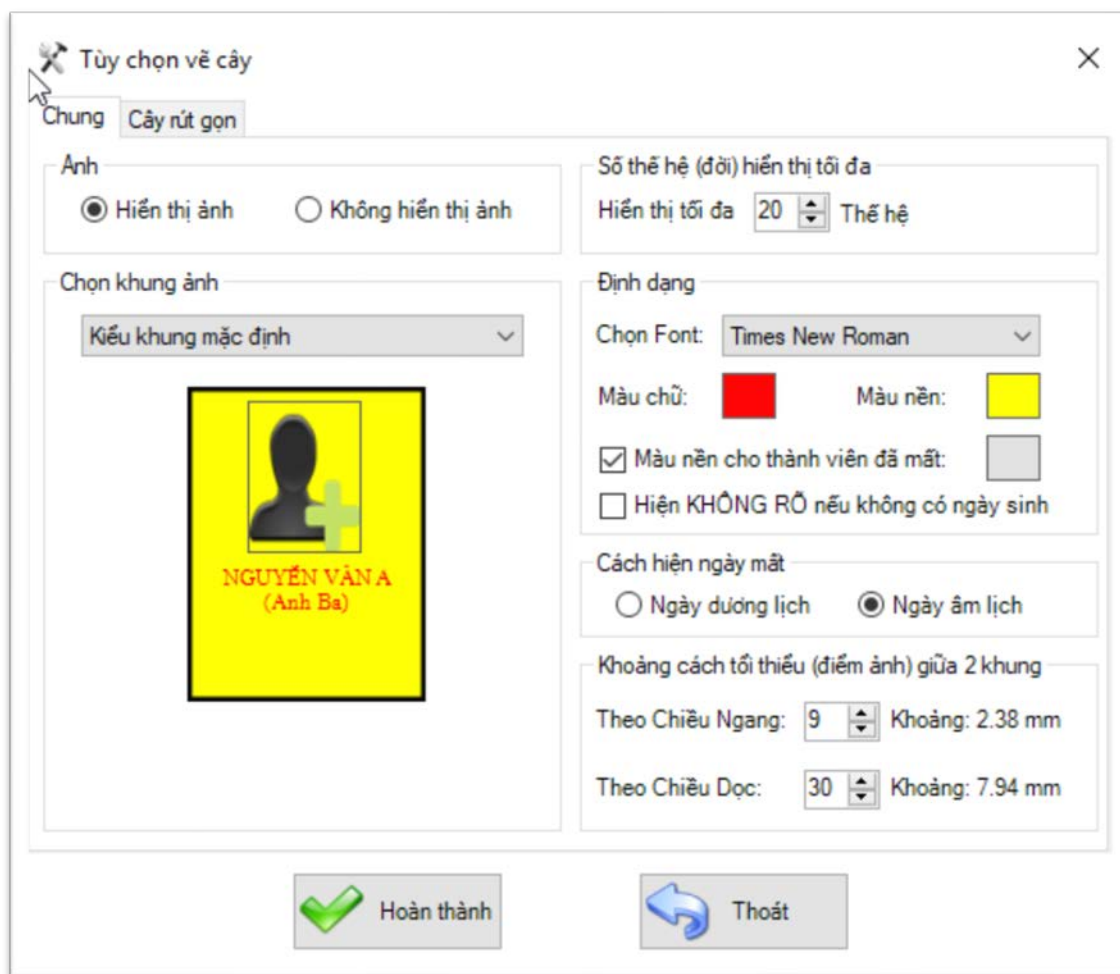 Tùy chọn vẽ cây
Chung
Cây rút gọn
Ảnh
Hiển thị ảnh
Không hiển thị ảnh
Số thế hệ (đời) hiển thị tối đa
Hiển thị tối đa 20 Thế hệ
Chọn khung ảnh
Kiểu khung mặc định
NGUYỄN VĂN A
(Anh Ba)
Định dạng
Chọn Font: Times New Roman
Màu chữ: Màu nền:
Màu nền cho thành viên đã mất:
Hiện KHÔNG RÕ nếu không có ngày sinh
Cách hiện ngày mất
Ngày dương lịch
Ngày âm lịch
Khoảng cách tối thiểu (điểm ảnh) giữa 2 khung
Theo Chiều Ngang: 9 Khoảng: 2.38 mm
Theo Chiều Dọc: 30 Khoảng: 7.94 mm
Hoàn thành
Thoát